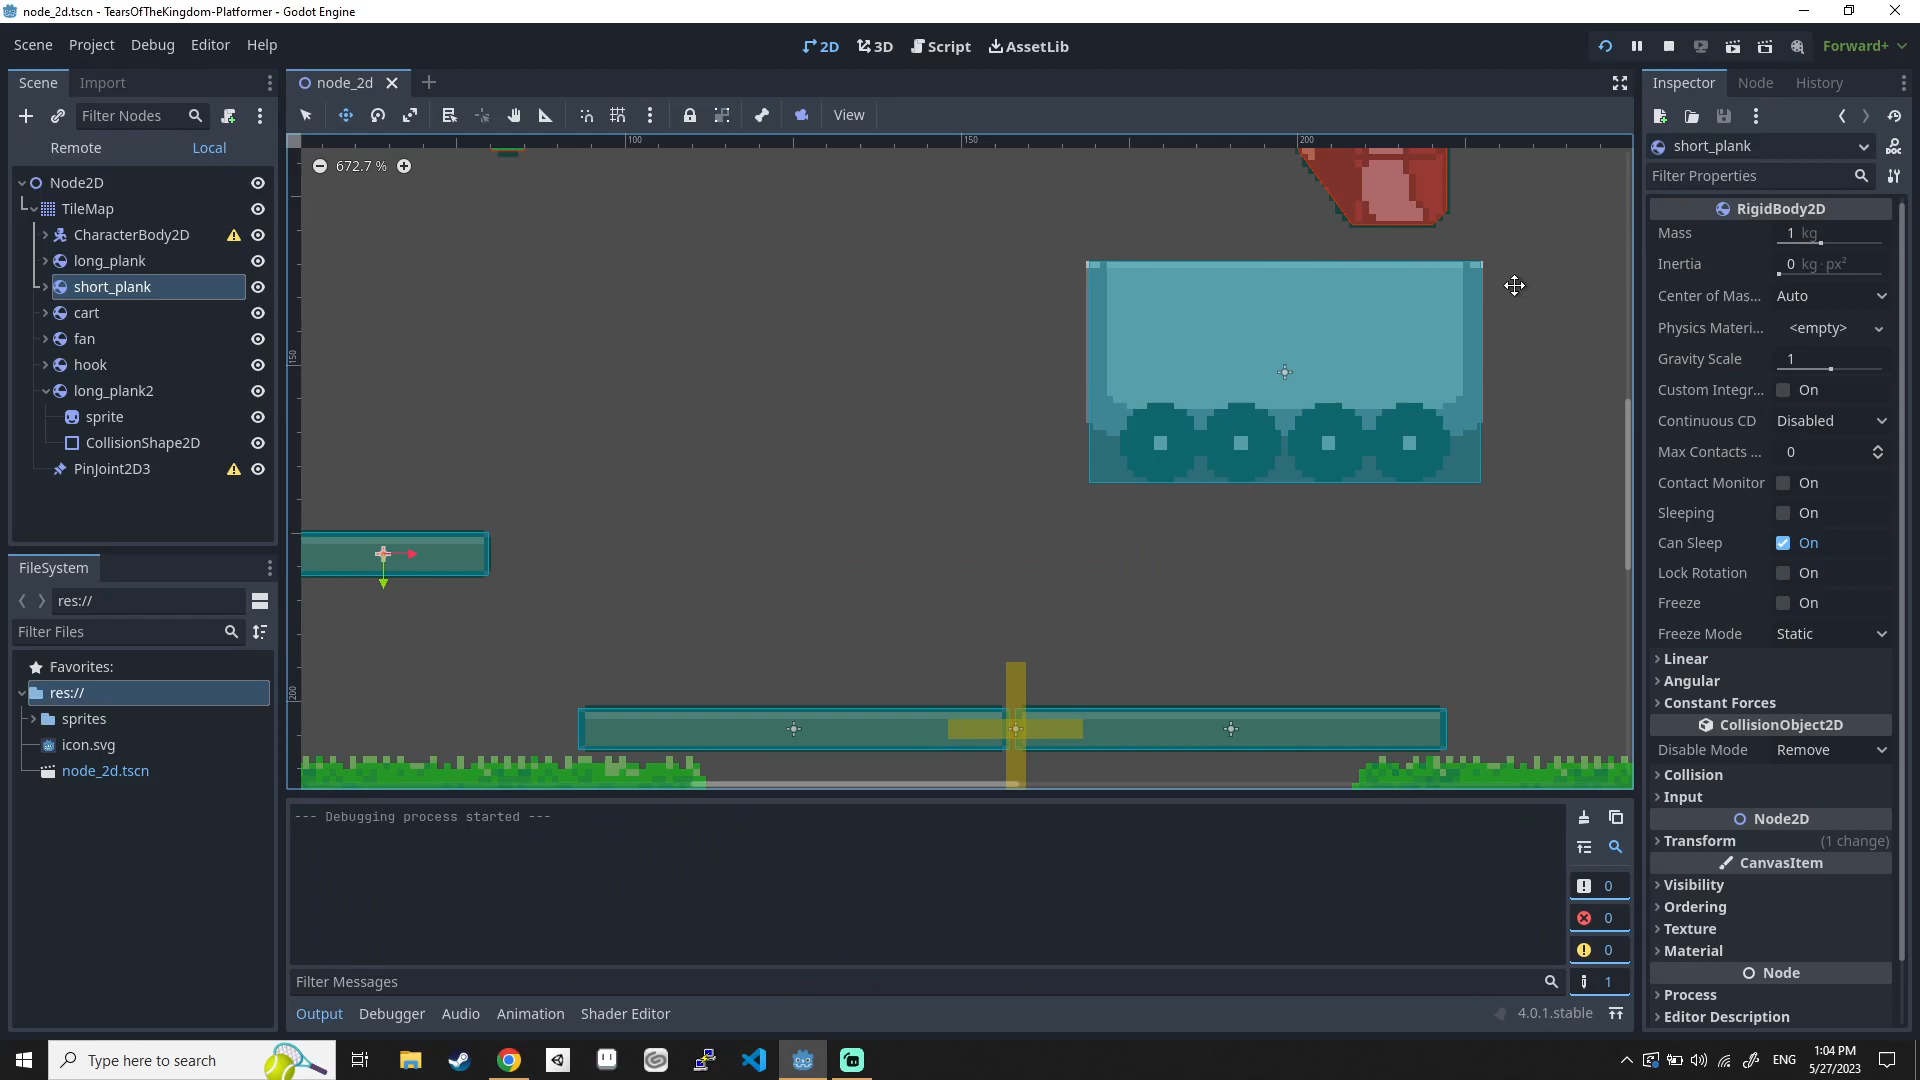 node_2d.tscn - TearsOfTheKingdom-Platformer - Godot Engine
Scene Project Debug Editor Help
2D 3D Script AssetLib
Forward+
Scene Import
node_2d
Inspector Node History
Filter Nodes
View
Remote Local
short_plank
672.7 %
100 150 200
150
200
Filter Properties
Node2D
TileMap
CharacterBody2D
long_plank
short_plank
cart
fan
hook
long_plank2
sprite
CollisionShape2D
PinJoint2D3
RigidBody2D
Mass 1 kg
Inertia 0 kg·px²
Center of Mas... Auto
Physics Materi... <empty>
Gravity Scale 1
Custom Integr... On
Continuous CD Disabled
Max Contacts ... 0
Contact Monitor On
Sleeping On
Can Sleep On
Lock Rotation On
Freeze On
Freeze Mode Static
Linear
Angular
Constant Forces
CollisionObject2D
Disable Mode Remove
Collision
Input
Node2D
Transform (1 change)
CanvasItem
Visibility
Ordering
Texture
Material
Node
Process
Editor Description
FileSystem
res://
Filter Files
Favorites:
res://
sprites
icon.svg
node_2d.tscn
--- Debugging process started ---
0
0
0
1
Filter Messages
Output Debugger Audio Animation Shader Editor
4.0.1.stable
Type here to search
ENG
1:04 PM
5/27/2023